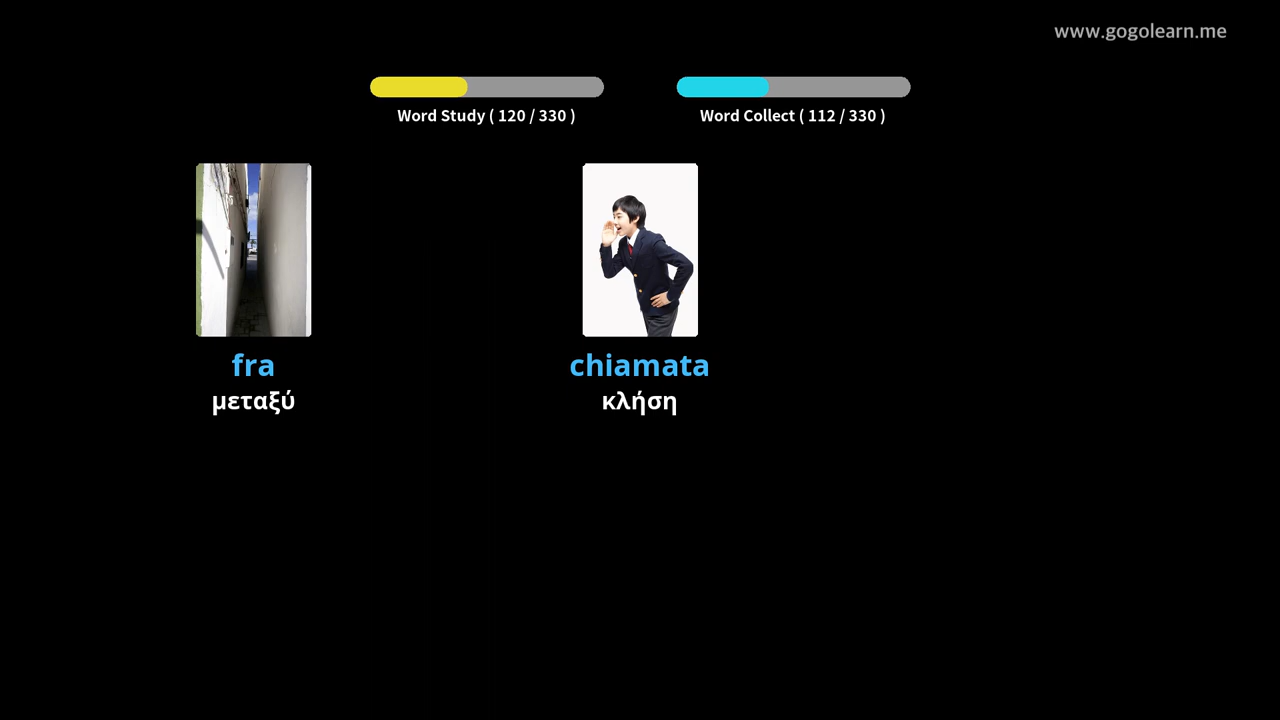 www.gogolearn.me
Word Study ( 120 / 330 )
Word Collect ( 112 / 330 )
fra
μεταξύ
chiamata
κλήση